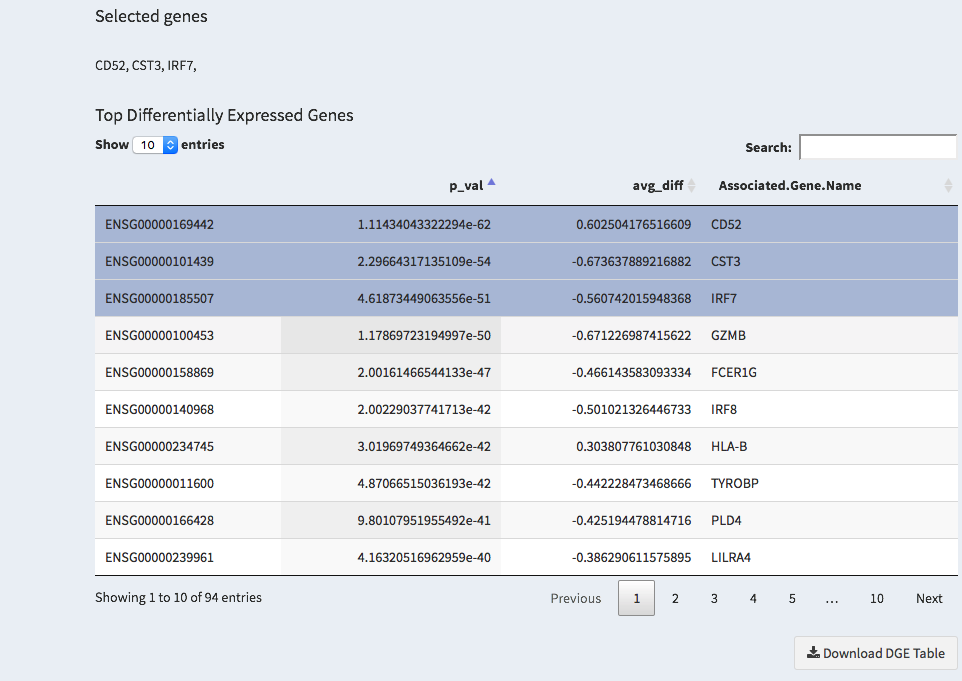 Selected genes
CD52, CST3, IRF7,
Top Differentially Expressed Genes
Show 10 entries
Search:
p_val avg_diff Associated.Gene.Name
ENSG00000169442 1.11434043322294e-62 0.602504176516609 CD52
ENSG00000101439 2.29664317135109e-54 -0.673637889216882 CST3
ENSG00000185507 4.61873449063556e-51 -0.560742015948368 IRF7
ENSG00000100453 1.17869723194997e-50 -0.671226987415622 GZMB
ENSG00000158869 2.00161466544133e-47 -0.466143583093334 FCER1G
ENSG00000140968 2.00229037741713e-42 -0.501021326446733 IRF8
ENSG00000234745 3.01969749364662e-42 0.303807761030848 HLA-B
ENSG00000011600 4.87066515036193e-42 -0.442228473468666 TYROBP
ENSG00000166428 9.80107951955492e-41 -0.425194478814716 PLD4
ENSG00000239961 4.16320516962959e-40 -0.386290611575895 LILRA4
Showing 1 to 10 of 94 entries
Previous 1 2 3 4 5 ... 10 Next
Download DGE Table